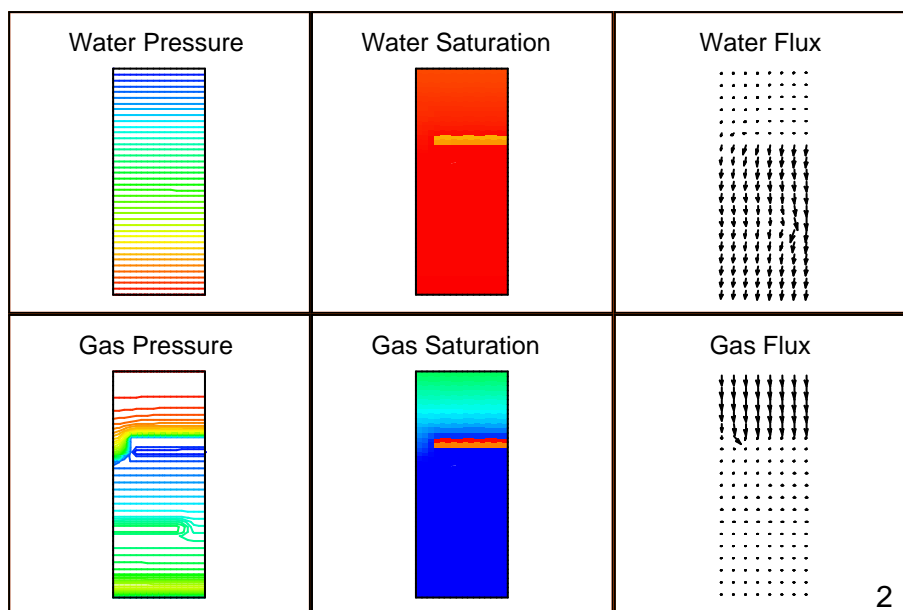 Water Pressure
Water Saturation
Water Flux
Gas Pressure
Gas Saturation
Gas Flux
2